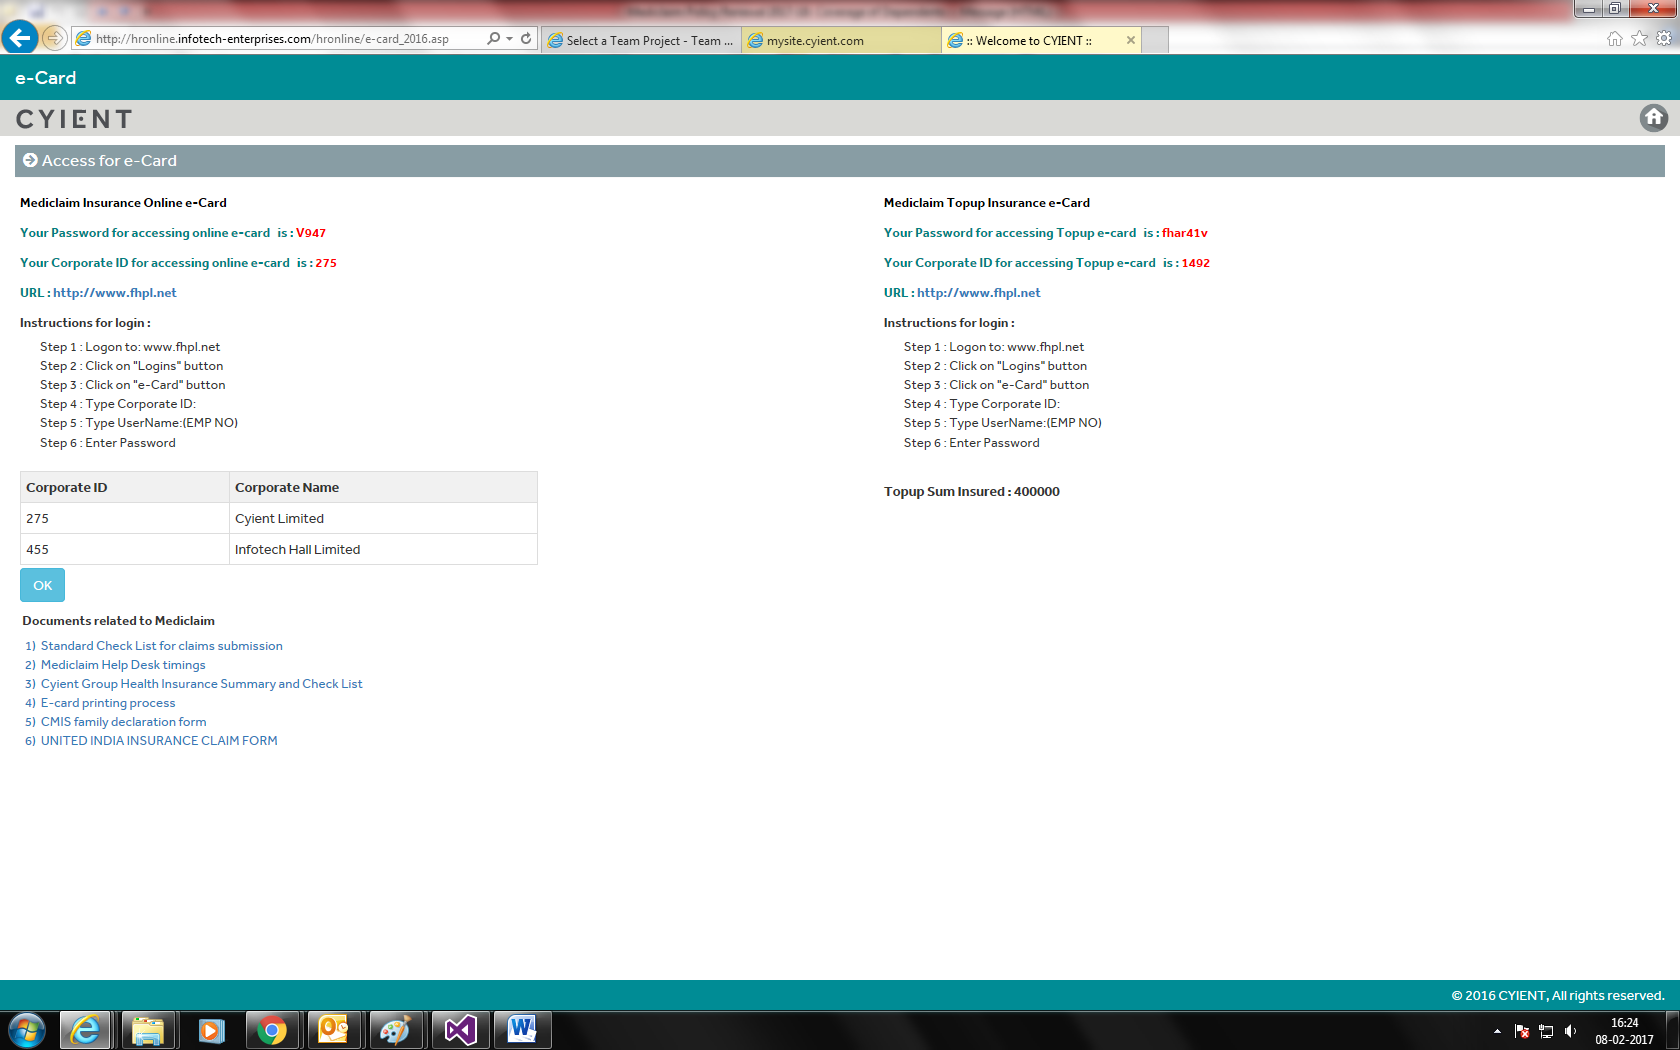 http://hronline.infotech-enterprises.com/hronline/e-card_2016.asp
Select a Team Project - Team ...
mysite.cyient.com
:: Welcome to CYIENT ::
e-Card
CYIENT
Access for e-Card
Mediclaim Insurance Online e-Card
Your Password for accessing online e-card is : V947
Your Corporate ID for accessing online e-card is : 275
URL : http://www.fhpl.net
Instructions for login :
Step 1 : Logon to: www.fhpl.net
Step 2 : Click on "Logins" button
Step 3 : Click on "e-Card" button
Step 4 : Type Corporate ID:
Step 5 : Type UserName:(EMP NO)
Step 6 : Enter Password
Corporate ID Corporate Name
275 Cyient Limited
455 Infotech Hall Limited
OK
Documents related to Mediclaim
1) Standard Check List for claims submission
2) Mediclaim Help Desk timings
3) Cyient Group Health Insurance Summary and Check List
4) E-card printing process
5) CMIS family declaration form
6) UNITED INDIA INSURANCE CLAIM FORM
Mediclaim Topup Insurance e-Card
Your Password for accessing Topup e-card is : fhar41v
Your Corporate ID for accessing Topup e-card is : 1492
URL : http://www.fhpl.net
Instructions for login :
Step 1 : Logon to: www.fhpl.net
Step 2 : Click on "Logins" button
Step 3 : Click on "e-Card" button
Step 4 : Type Corporate ID:
Step 5 : Type UserName:(EMP NO)
Step 6 : Enter Password
Topup Sum Insured : 400000
© 2016 CYIENT, All rights reserved.
16:24
08-02-2017